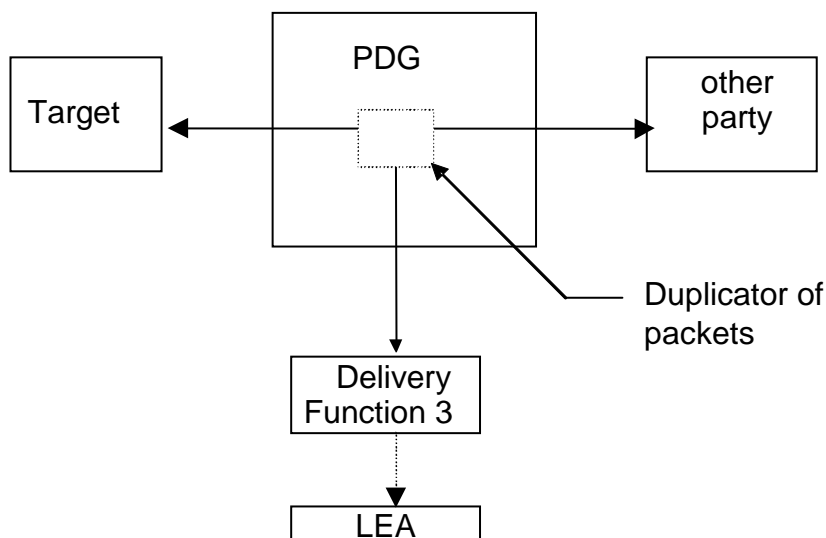 PDG
Target
other
party
Duplicator of
packets
Delivery
Function 3
LEA